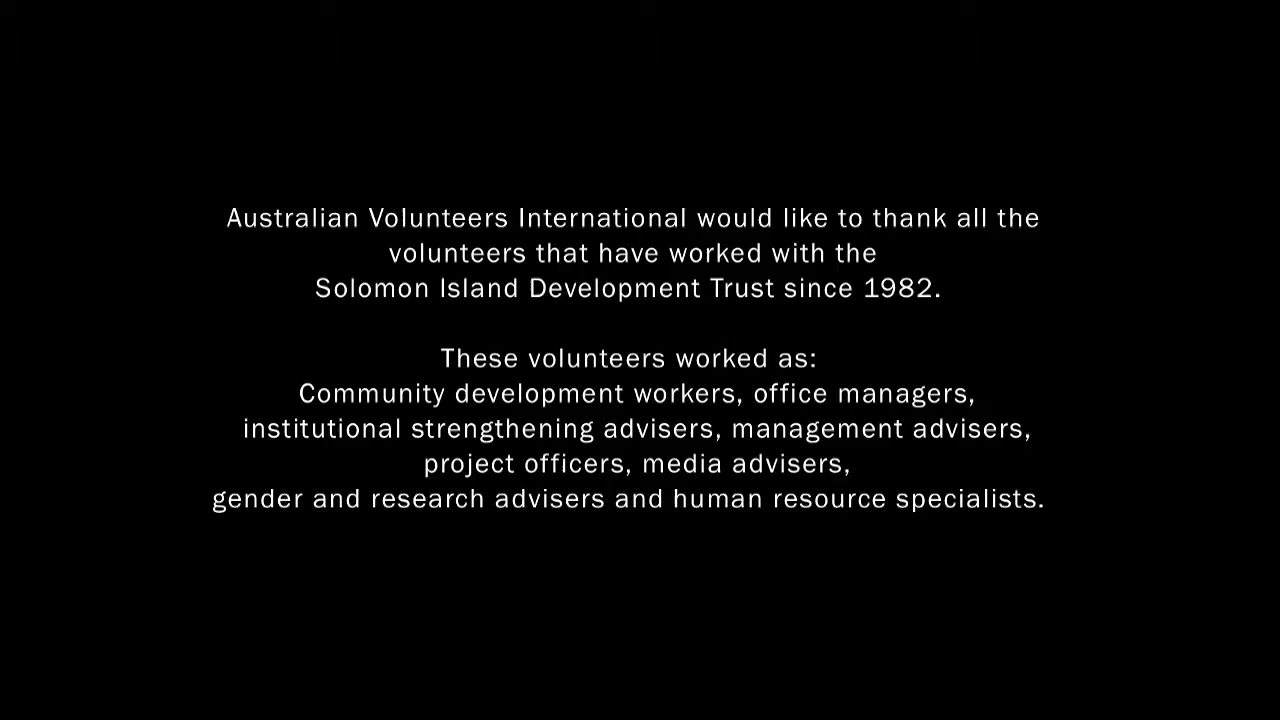 Australian Volunteers International would like to thank all the
volunteers that have worked with the
Solomon Island Development Trust since 1982.
These volunteers worked as:
Community development workers, office managers,
institutional strengthening advisers, management advisers,
project officers, media advisers,
gender and research advisers and human resource specialists.